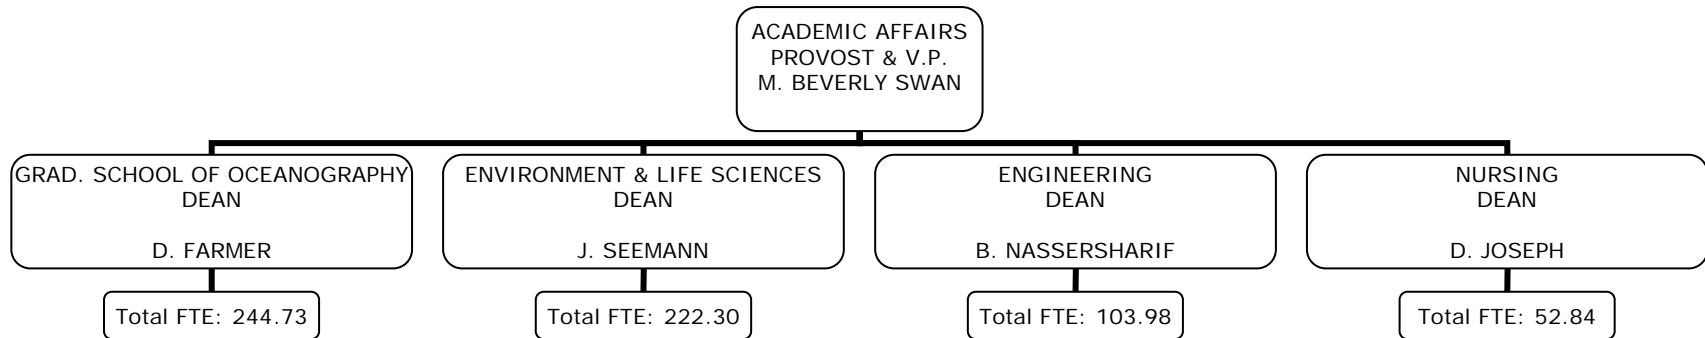 ACADEMIC AFFAIRS
PROVOST & V.P.
M. BEVERLY SWAN
GRAD. SCHOOL OF OCEANOGRAPHY
DEAN
D. FARMER
Total FTE: 244.73
ENVIRONMENT & LIFE SCIENCES
DEAN
J. SEEMANN
Total FTE: 222.30
ENGINEERING
DEAN
B. NASSERSHARIF
Total FTE: 103.98
NURSING
DEAN
D. JOSEPH
Total FTE: 52.84